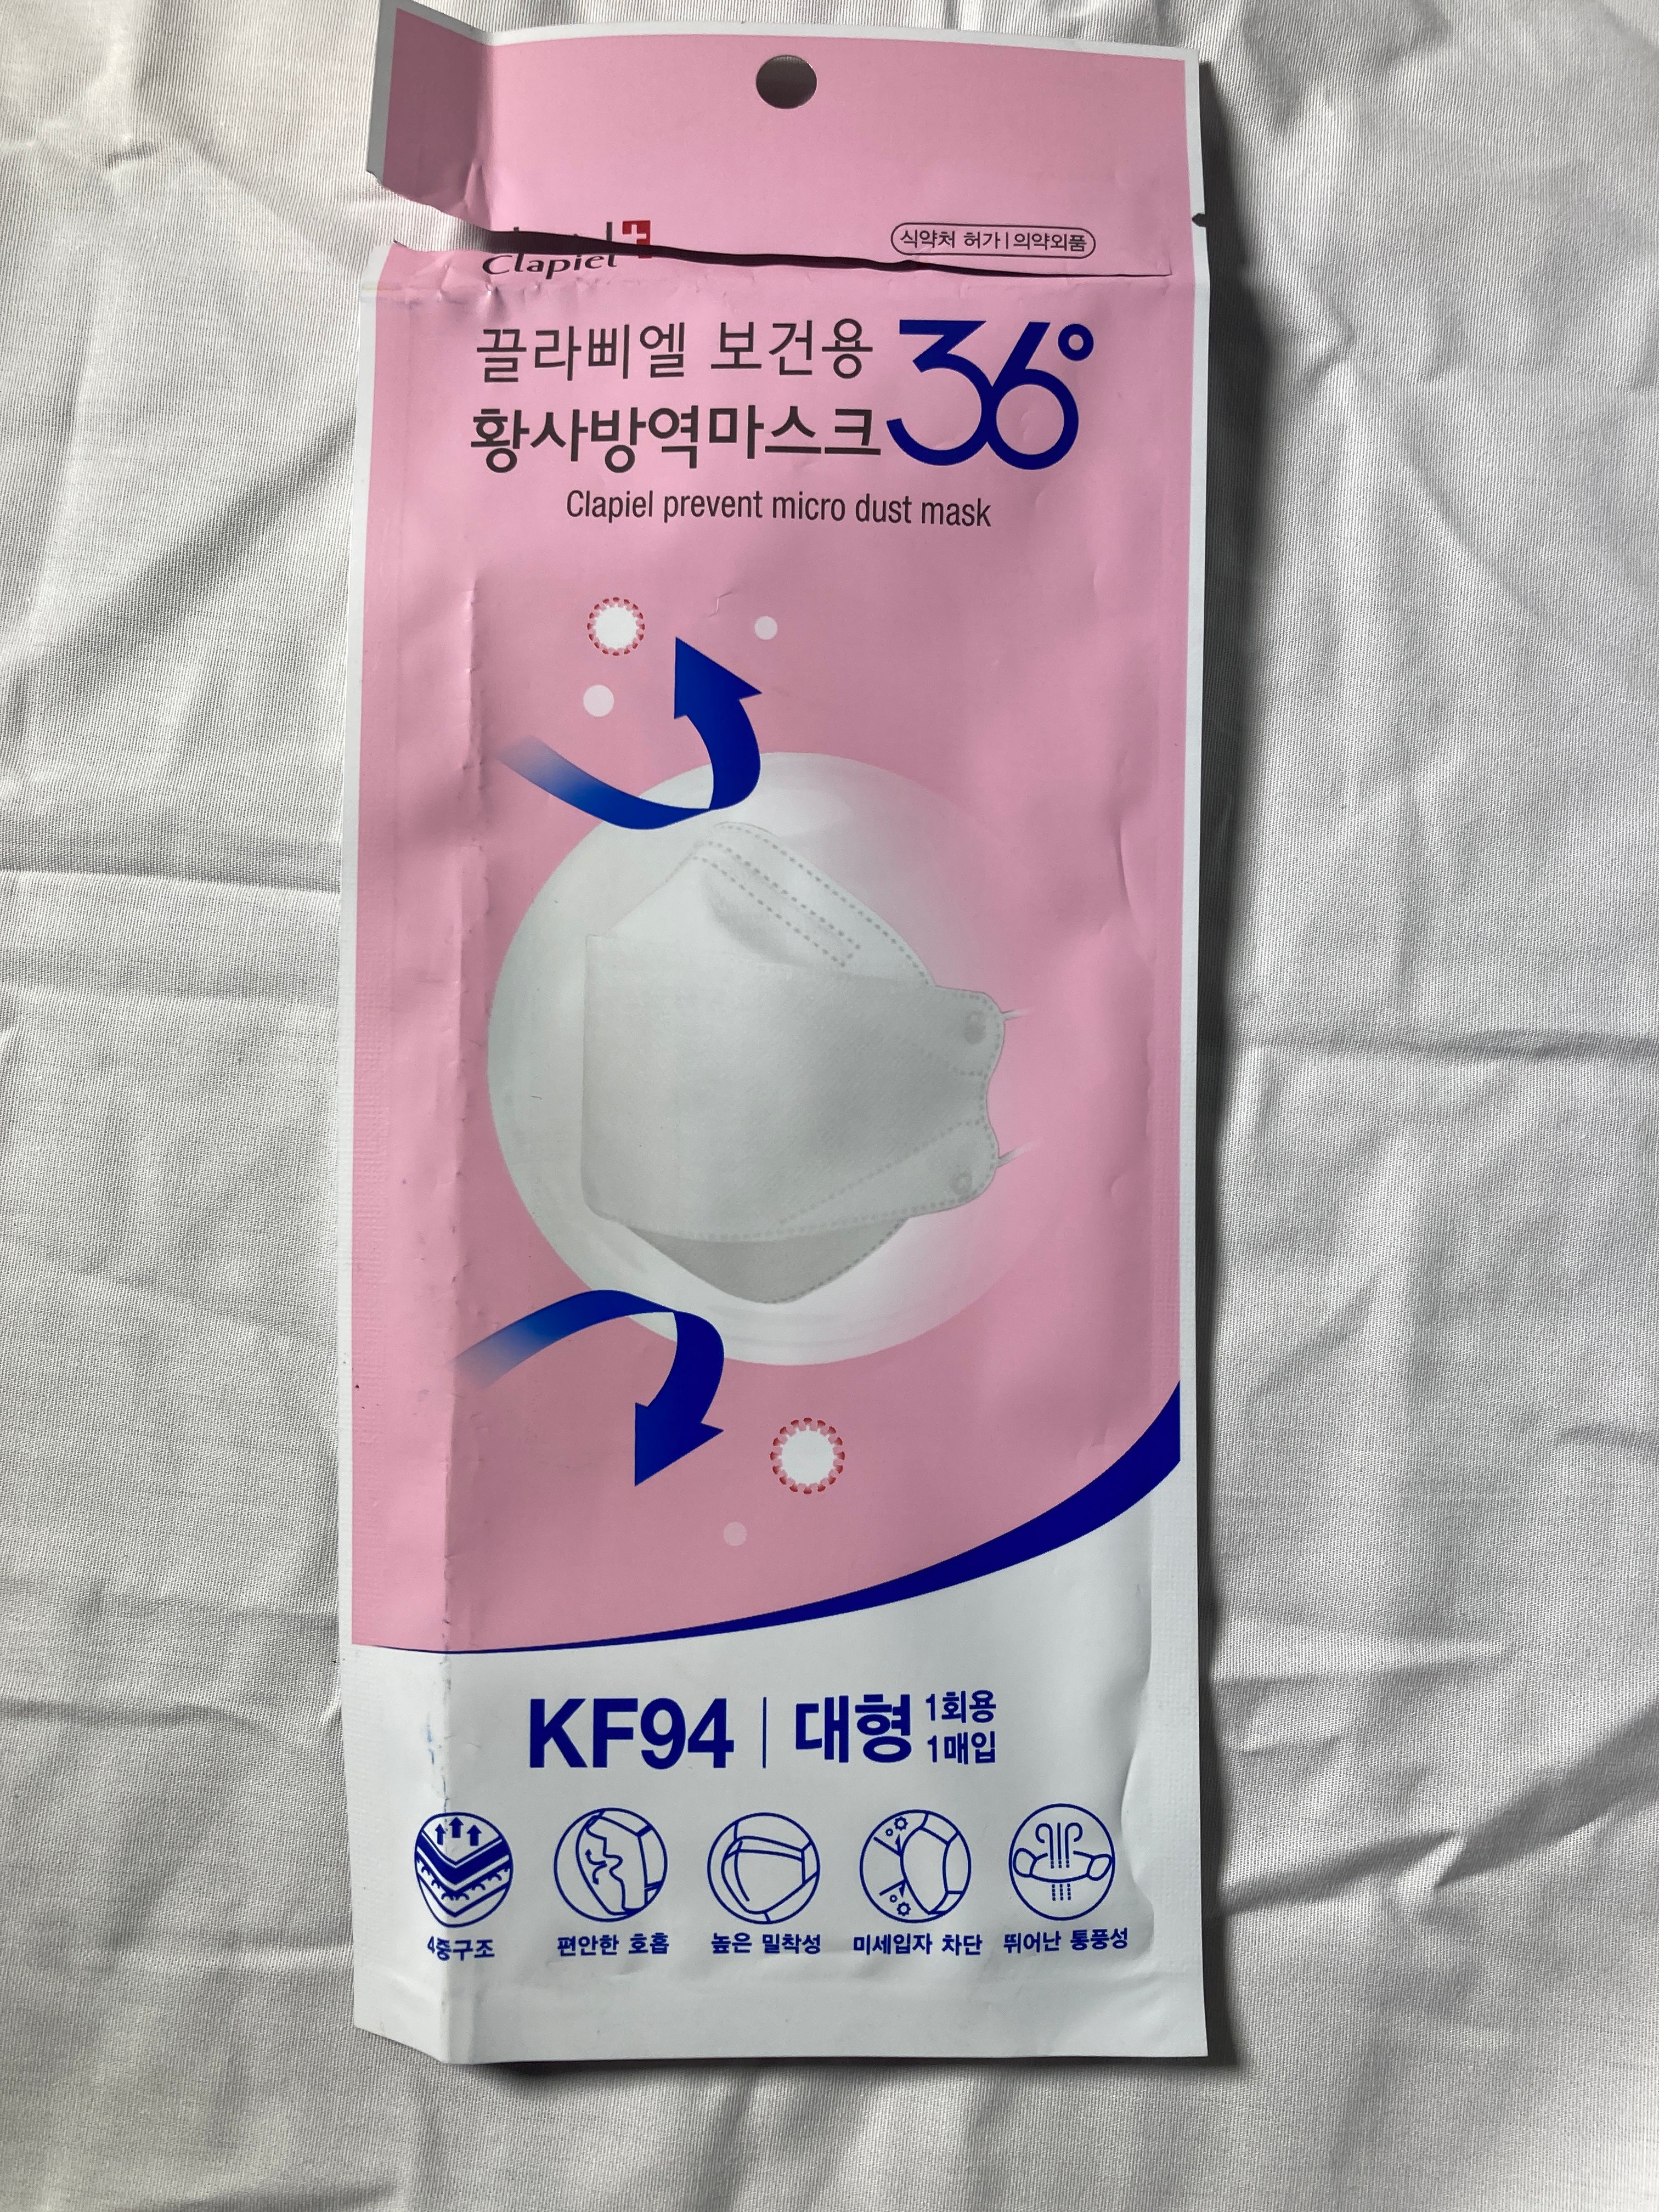 Clapiel
식약처 허가 | 의약외품
끌라삐엘 보건용
황사방역마스크
36°
Clapiel prevent micro dust mask
KF94 | 대형
1회용
1매입
4중구조
편안한 호흡
높은 밀착성
미세입자 차단
뛰어난 통풍성